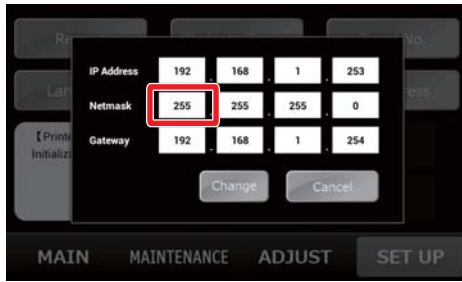 No.
IP Address 192 . 168 . 1 . 253
Netmask 255 . 255 . 255 . 0
Gateway 192 . 168 . 1 . 254
Change Cancel
MAIN MAINTENANCE ADJUST SET UP